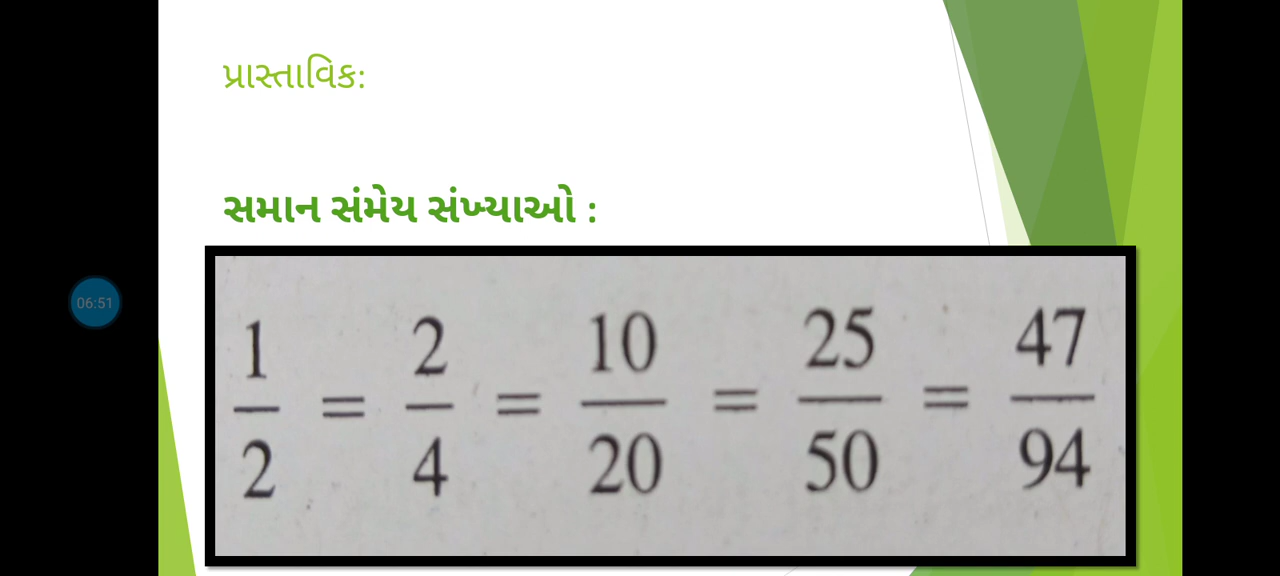 પ્રાસ્તાવિક:
સમાન સંમેય સંખ્યાઓ :
06:51
1/2 = 2/4 = 10/20 = 25/50 = 47/94